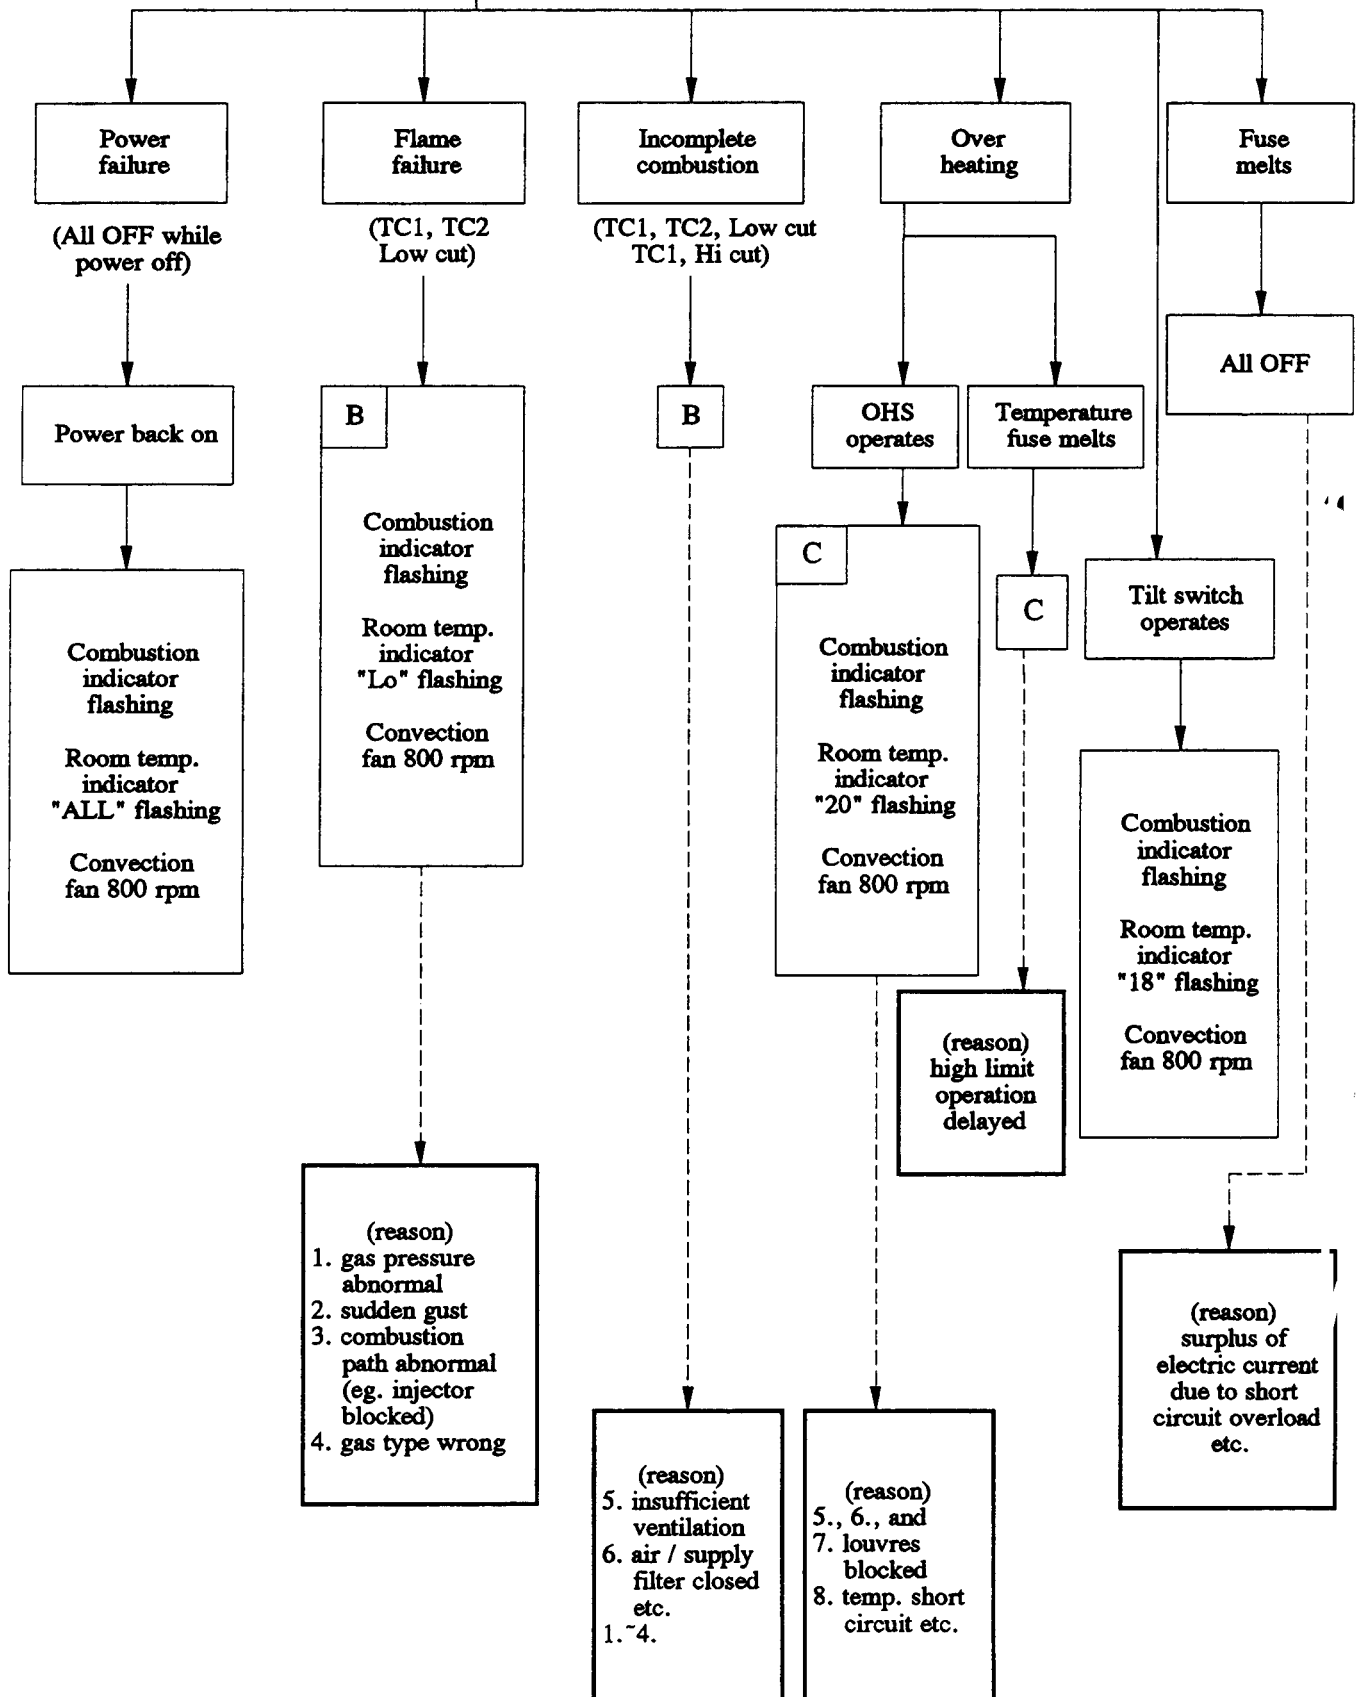 Power
failure
(All OFF while
power off)
Power back on
Combustion
indicator
flashing
Room temp.
indicator
"ALL" flashing
Convection
fan 800 rpm
Flame
failure
(TC1, TC2
Low cut)
B
Combustion
indicator
flashing
Room temp.
indicator
"Lo" flashing
Convection
fan 800 rpm
(reason)
1. gas pressure
abnormal
2. sudden gust
3. combustion
path abnormal
(eg. injector
blocked)
4. gas type wrong
Incomplete
combustion
(TC1, TC2, Low cut
TC1, Hi cut)
B
(reason)
5. insufficient
ventilation
6. air / supply
filter closed
etc.
1.~4.
Over
heating
OHS
operates
C
Combustion
indicator
flashing
Room temp.
indicator
"20" flashing
Convection
fan 800 rpm
(reason)
5., 6., and
7. louvres
blocked
8. temp. short
circuit etc.
Temperature
fuse melts
C
(reason)
high limit
operation
delayed
Tilt switch
operates
Combustion
indicator
flashing
Room temp.
indicator
"18" flashing
Convection
fan 800 rpm
Fuse
melts
All OFF
(reason)
surplus of
electric current
due to short
circuit overload
etc.